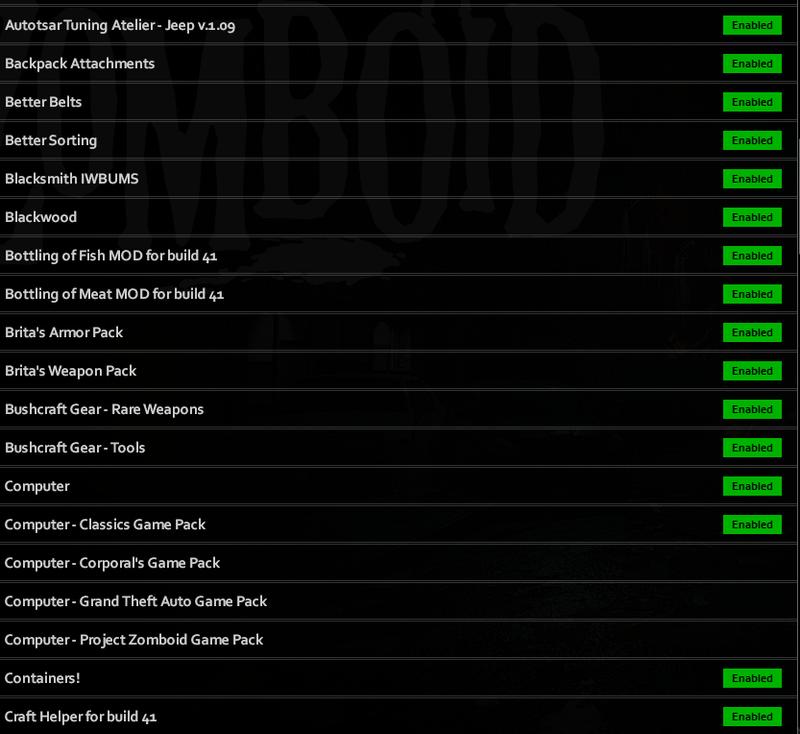 ZOMBOID
Autotsar Tuning Atelier - Jeep v.1.09 Enabled
Backpack Attachments Enabled
Better Belts Enabled
Better Sorting Enabled
Blacksmith IWBUMS Enabled
Blackwood Enabled
Bottling of Fish MOD for build 41 Enabled
Bottling of Meat MOD for build 41 Enabled
Brita's Armor Pack Enabled
Brita's Weapon Pack Enabled
Bushcraft Gear - Rare Weapons Enabled
Bushcraft Gear - Tools Enabled
Computer Enabled
Computer - Classics Game Pack Enabled
Computer - Corporal's Game Pack
Computer - Grand Theft Auto Game Pack
Computer - Project Zomboid Game Pack
Containers! Enabled
Craft Helper for build 41 Enabled